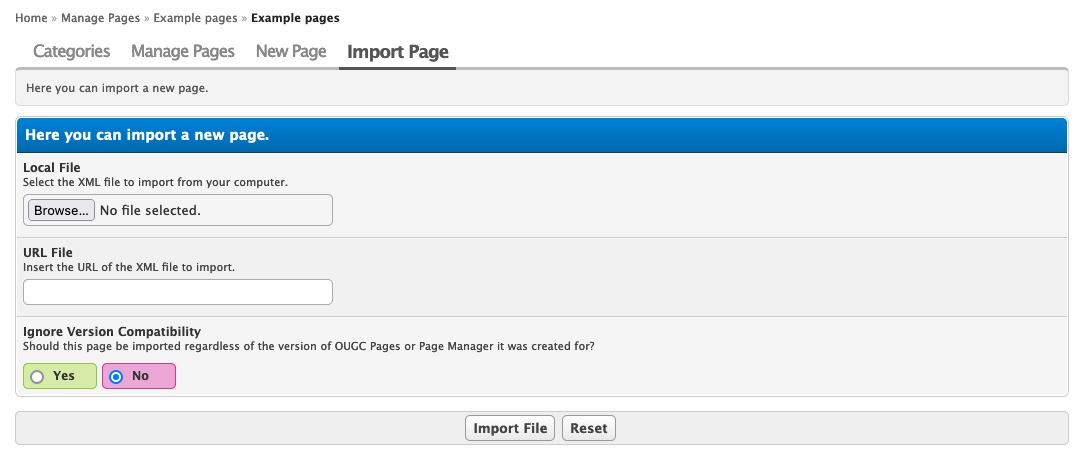 Home » Manage Pages » Example pages » Example pages
Categories Manage Pages New Page Import Page
Here you can import a new page.
Here you can import a new page.
Local File
Select the XML file to import from your computer.
Browse... No file selected.
URL File
Insert the URL of the XML file to import.
Ignore Version Compatibility
Should this page be imported regardless of the version of OUGC Pages or Page Manager it was created for?
Yes No
Import File Reset